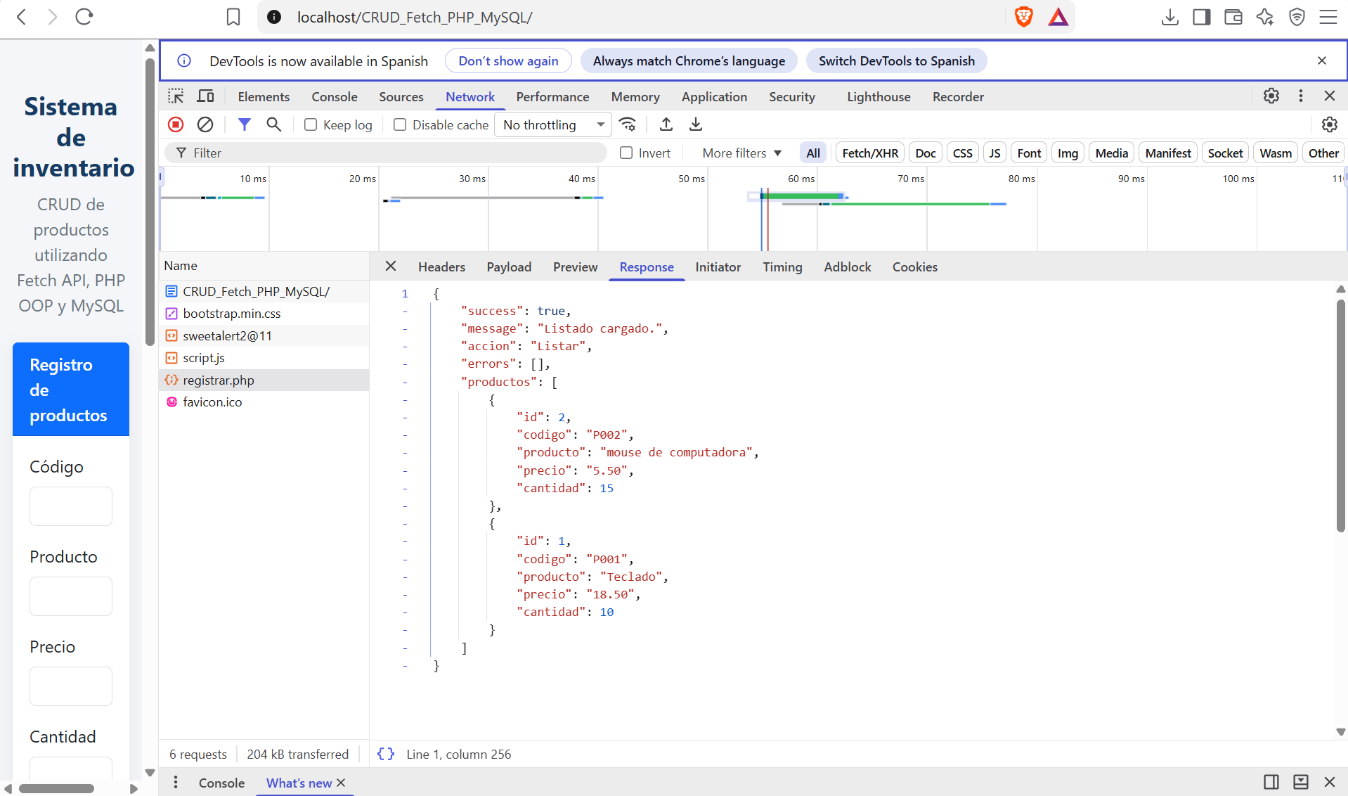 localhost/CRUD_Fetch_PHP_MySQL/
DevTools is now available in Spanish Don't show again Always match Chrome's language Switch DevTools to Spanish
Sistema
de
inventario
CRUD de
productos
utilizando
Fetch API, PHP
OOP y MySQL
Registro
de
productos
Código
Producto
Precio
Cantidad
Elements Console Sources Network Performance Memory Application Security Lighthouse Recorder
Keep log Disable cache No throttling
Filter Invert More filters All Fetch/XHR Doc CSS JS Font Img Media Manifest Socket Wasm Other
10 ms 20 ms 30 ms 40 ms 50 ms 60 ms 70 ms 80 ms 90 ms 100 ms 11
Name
CRUD_Fetch_PHP_MySQL/
bootstrap.min.css
sweetalert2@11
script.js
registrar.php
favicon.ico
Headers Payload Preview Response Initiator Timing Adblock Cookies
1 {
- "success": true,
- "message": "Listado cargado.",
- "accion": "Listar",
- "errors": [],
- "productos": [
- {
- "id": 2,
- "codigo": "P002",
- "producto": "mouse de computadora",
- "precio": "5.50",
- "cantidad": 15
- },
- {
- "id": 1,
- "codigo": "P001",
- "producto": "Teclado",
- "precio": "18.50",
- "cantidad": 10
- }
- ]
- }
6 requests 204 kB transferred {} Line 1, column 256
Console What's new